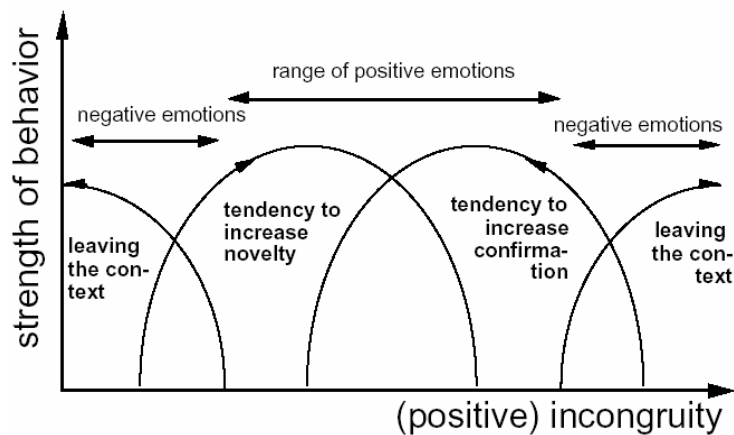 range of positive emotions
negative emotions
negative emotions
strength of behavior
leaving
the con-
text
tendency to
increase
novelty
tendency to
increase
confirma-
tion
leaving
the con-
text
(positive) incongruity